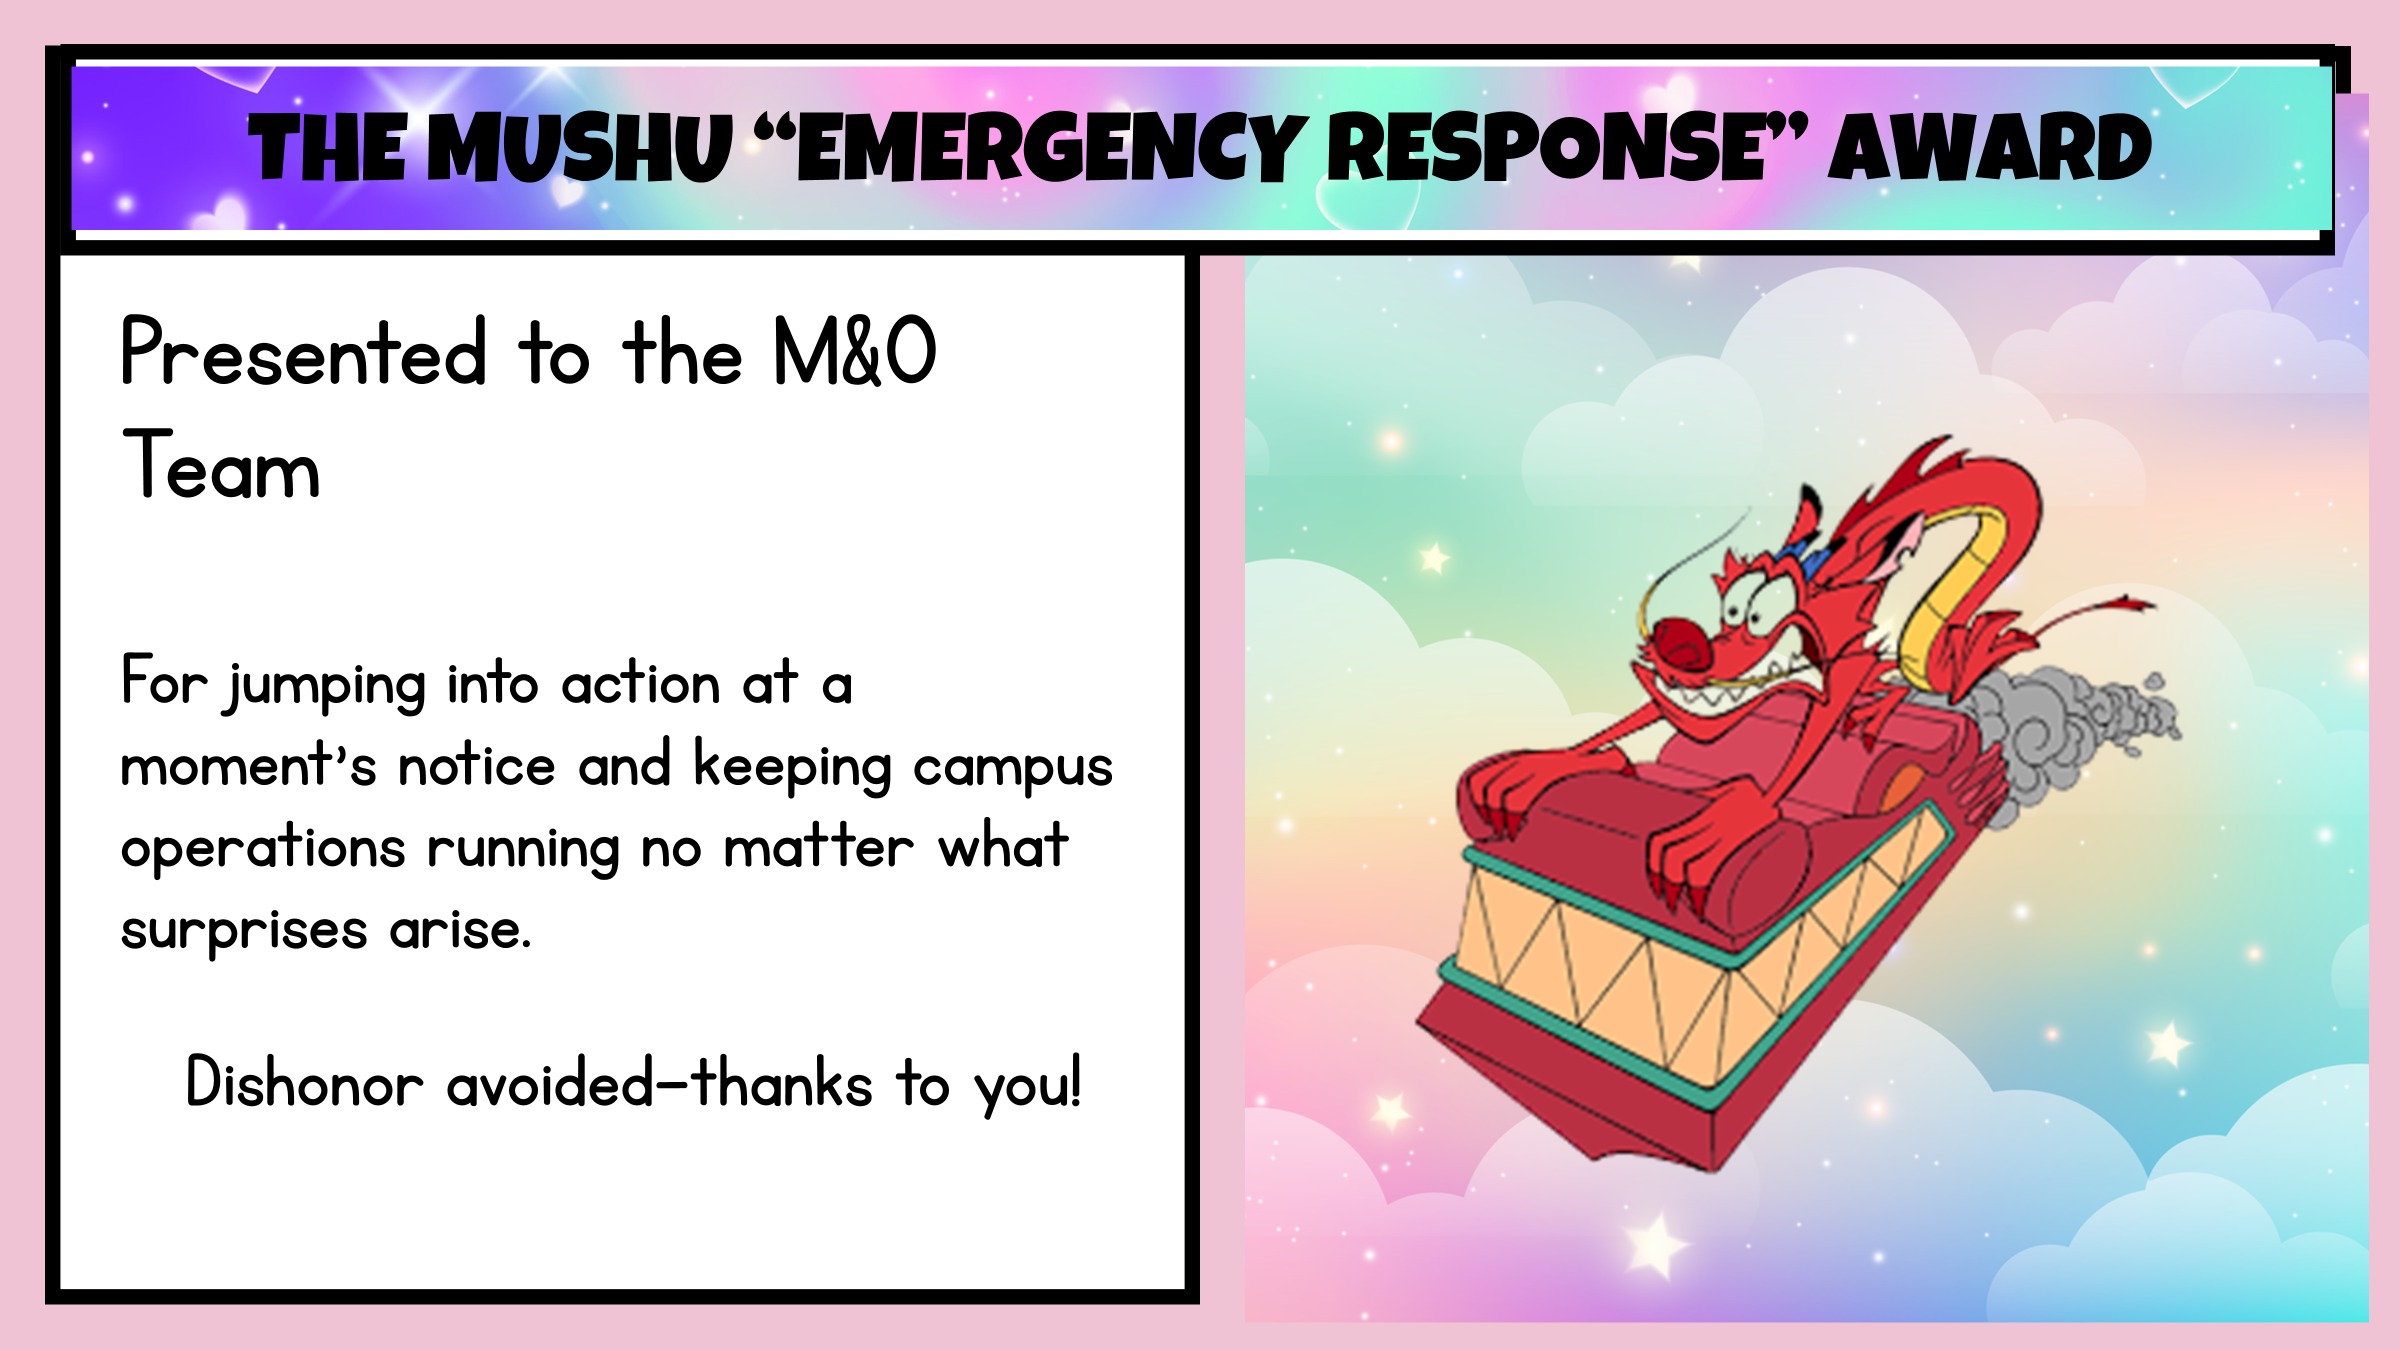 THE MUSHU “EMERGENCY RESPONSE” AWARD
Presented to the M&O
Team
For jumping into action at a
moment’s notice and keeping campus
operations running no matter what
surprises arise.
Dishonor avoided—thanks to you!